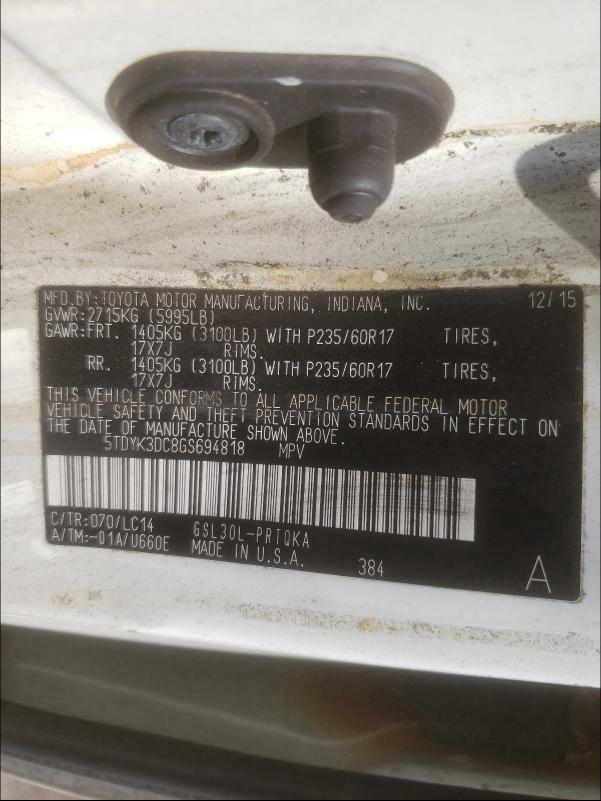 MFD.BY:TOYOTA MOTOR MANUFACTURING, INDIANA, INC. 12/15
GVWR:2715KG (5995LB)
GAWR:FRT. 1405KG (3100LB) WITH P235/60R17 TIRES,
17X7J RIMS.
RR. 1405KG (3100LB) WITH P235/60R17 TIRES,
17X7J RIMS.
THIS VEHICLE CONFORMS TO ALL APPLICABLE FEDERAL MOTOR
VEHICLE SAFETY AND THEFT PREVENTION STANDARDS IN EFFECT ON
THE DATE OF MANUFACTURE SHOWN ABOVE.
5TDYK3DC8GS694818 MPV
C/TR:070/LC14 GSL30L-PRTQKA
A/TM:-01A/U660E MADE IN U.S.A. 384 A